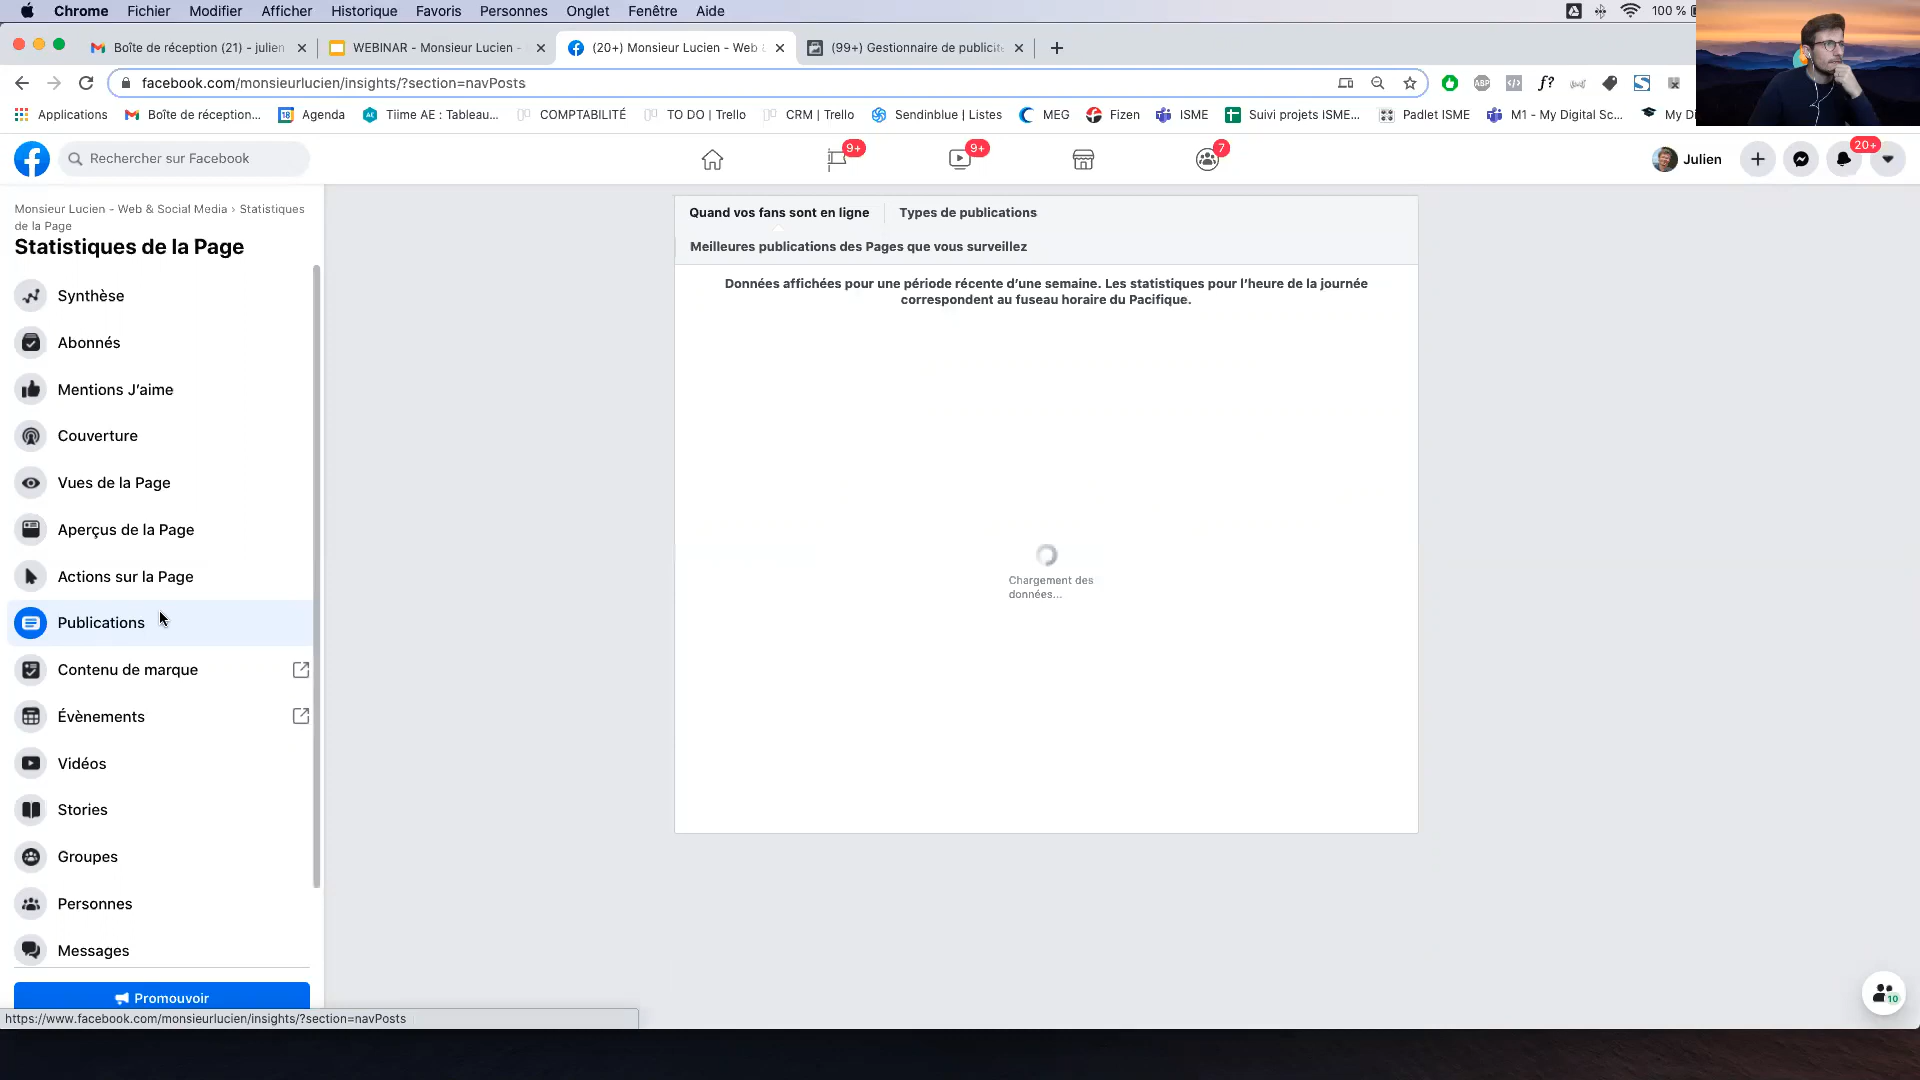 Chrome Fichier Modifier Afficher Historique Favoris Personnes Onglet Fenêtre Aide 100 %
Boîte de réception (21) - julien
WEBINAR - Monsieur Lucien -
(20+) Monsieur Lucien - Web &
(99+) Gestionnaire de publicité
facebook.com/monsieurlucien/insights/?section=navPosts
ABP f?
Applications Boîte de réception... 18 Agenda Tiime AE : Tableau... COMPTABILITÉ TO DO | Trello CRM | Trello Sendinblue | Listes MEG Fizen ISME Suivi projets ISME... Padlet ISME M1 - My Digital Sc... My Di
Rechercher sur Facebook
9+
9+
7
Julien
20+
Monsieur Lucien - Web & Social Media › Statistiques
de la Page
Statistiques de la Page
Synthèse
Abonnés
Mentions J'aime
Couverture
Vues de la Page
Aperçus de la Page
Actions sur la Page
Publications
Contenu de marque
Évènements
Vidéos
Stories
Groupes
Personnes
Messages
Promouvoir
https://www.facebook.com/monsieurlucien/insights/?section=navPosts
Quand vos fans sont en ligne Types de publications
Meilleures publications des Pages que vous surveillez
Données affichées pour une période récente d'une semaine. Les statistiques pour l'heure de la journée
correspondent au fuseau horaire du Pacifique.
Chargement des
données...
10